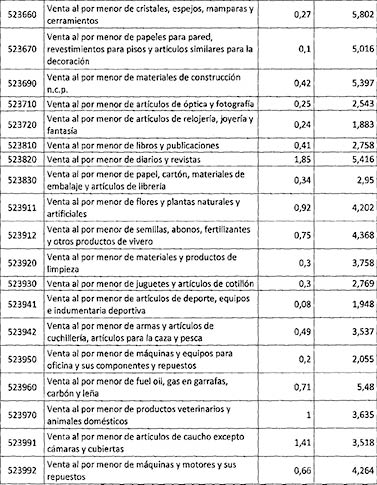 523660 Venta al por menor de cristales, espejos, mamparas y cerramientos 0,27 5,802
523670 Venta al por menor de papeles para pared, revestimientos para pisos y artículos similares para la decoración 0,1 5,016
523690 Venta al por menor de materiales de construcción n.c.p. 0,42 5,397
523710 Venta al por menor de artículos de óptica y fotografía 0,25 2,543
523720 Venta al por menor de artículos de relojería, joyería y fantasía 0,24 1,883
523810 Venta al por menor de libros y publicaciones 0,41 2,758
523820 Venta al por menor de diarios y revistas 1,85 5,416
523830 Venta al por menor de papel, cartón, materiales de embalaje y artículos de librería 0,34 2,95
523911 Venta al por menor de flores y plantas naturales y artificiales 0,92 4,202
523912 Venta al por menor de semillas, abonos, fertilizantes y otros productos de vivero 0,75 4,368
523920 Venta al por menor de materiales y productos de limpieza 0,3 3,758
523930 Venta al por menor de juguetes y artículos de cotillón 0,3 2,769
523941 Venta al por menor de artículos de deporte, equipos e indumentaria deportiva 0,08 1,948
523942 Venta al por menor de armas y artículos de cuchillería, artículos para la caza y pesca 0,49 3,537
523950 Venta al por menor de máquinas y equipos para oficina y sus componentes y repuestos 0,2 2,055
523960 Venta al por menor de fuel oil, gas en garrafas, carbón y leña 0,71 5,48
523970 Venta al por menor de productos veterinarios y animales domésticos 1 3,635
523991 Venta al por menor de artículos de caucho excepto cámaras y cubiertas 1,41 3,518
523992 Venta al por menor de máquinas y motores y sus repuestos 0,66 4,264